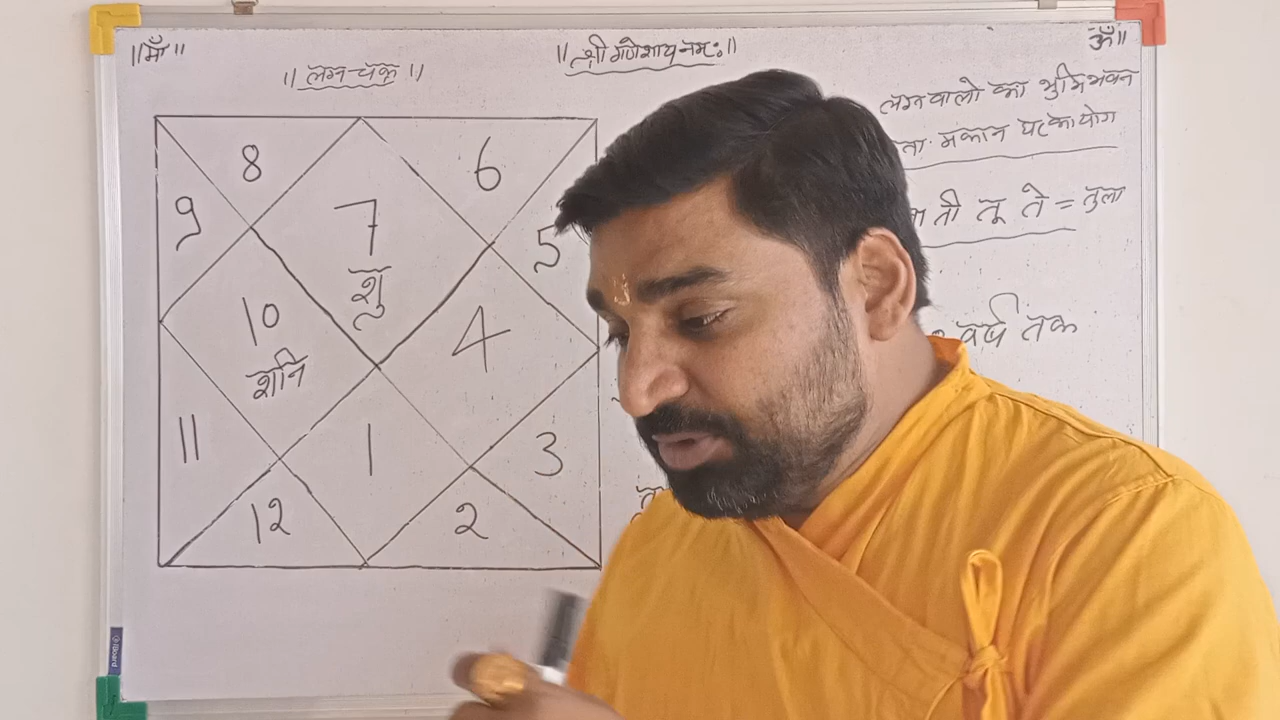 ॥ माँ ॥
॥ श्री गणेशाय नमः ॥
ॐ ॥
॥ लग्न-चक्र ॥
लग्न वालो का भुमि भवन
मकान घर का योग
ती तू ते = तुला
वर्ष तक
8
6
9
7
शु
5
10
शनि
4
11
1
3
12
2